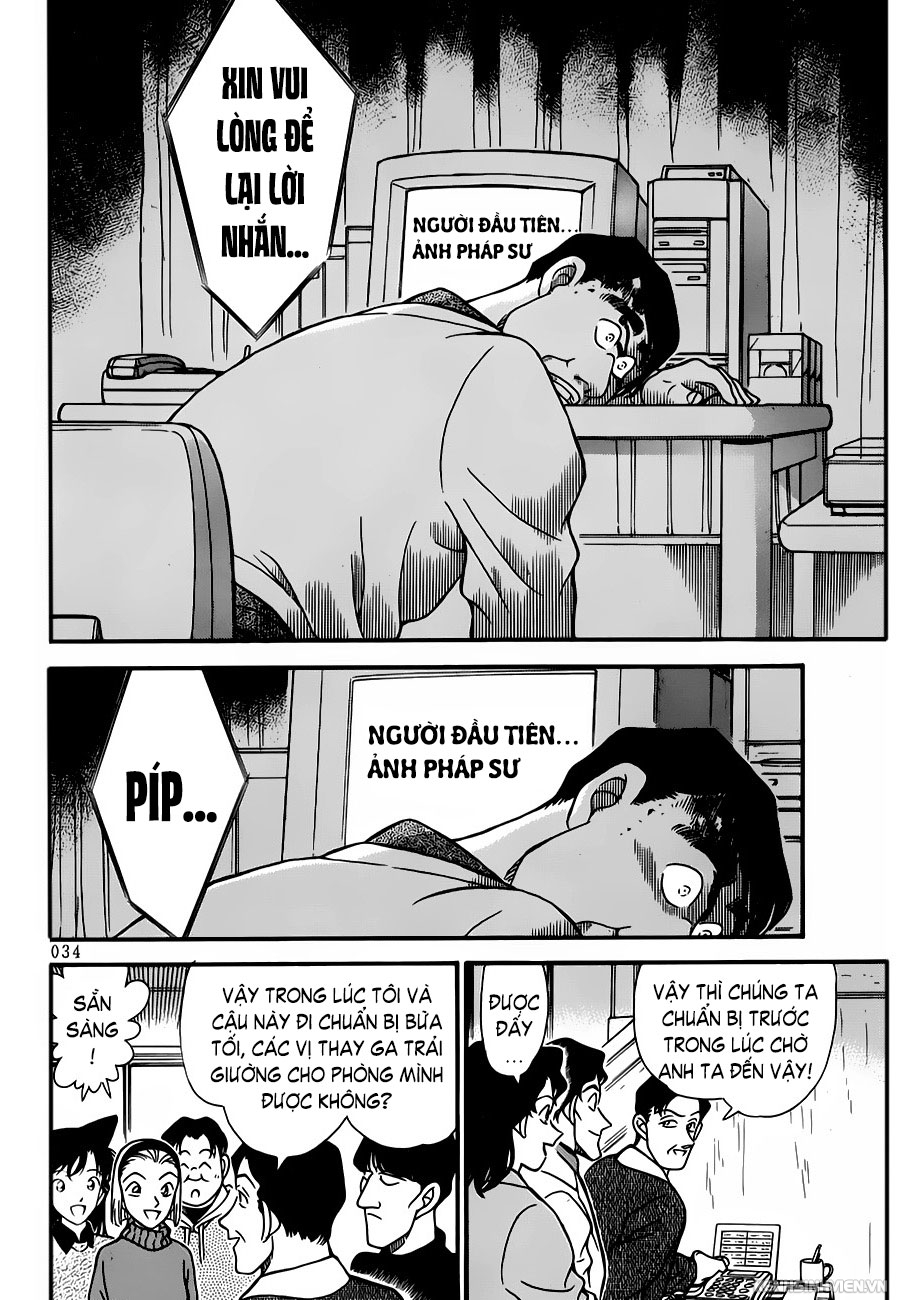 XIN VUI
LÒNG ĐỂ
LẠI LỜI
NHẮN...
NGƯỜI ĐẦU TIÊN...
ẢNH PHÁP SƯ
PÍP...
NGƯỜI ĐẦU TIÊN...
ẢNH PHÁP SƯ
034
VẬY THÌ CHÚNG TA
CHUẨN BỊ TRƯỚC
TRONG LÚC CHỜ
ANH TA ĐẾN VẬY!
ĐƯỢC
ĐẤY
...
VẬY TRONG LÚC TÔI VÀ
CẬU NÀY ĐI CHUẨN BỊ BỮA
TỐI, CÁC VỊ THAY GA TRẢI
GIƯỜNG CHO PHÒNG MÌNH
ĐƯỢC KHÔNG?
SẲN
SÀNG
!